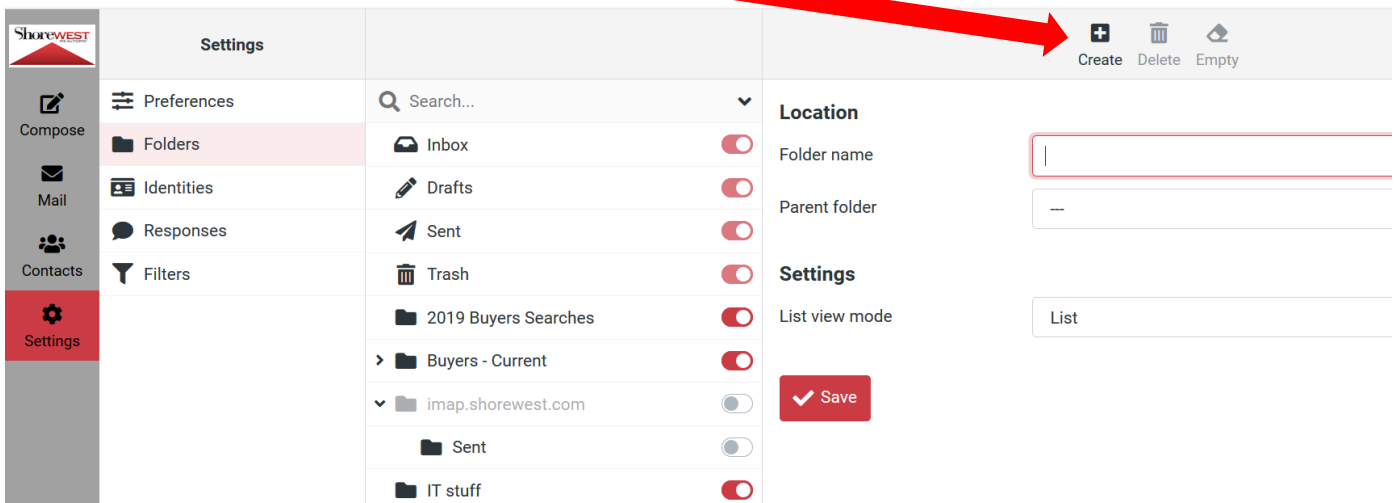 ShoreWEST
REALTORS
Settings
Create Delete Empty
Compose
Mail
Contacts
Settings
Preferences
Folders
Identities
Responses
Filters
Search...
Inbox
Drafts
Sent
Trash
2019 Buyers Searches
Buyers - Current
imap.shorewest.com
Sent
IT stuff
Location
Folder name
Parent folder
---
Settings
List view mode
List
Save